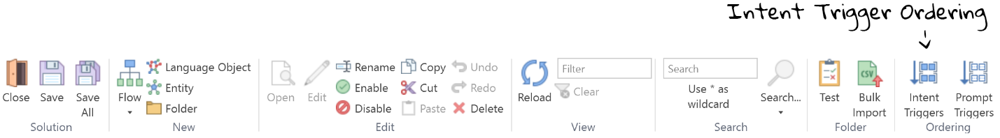 Intent Trigger Ordering
Close
Save
Save All
Solution
Flow
Language Object
Entity
Folder
New
Open
Edit
Rename
Enable
Disable
Copy
Cut
Paste
Undo
Redo
Delete
Edit
Reload
Filter
Clear
View
Search
Use * as
wildcard
Search...
Search
Test
CSV
Bulk
Import
Folder
Intent
Triggers
Prompt
Triggers
Ordering